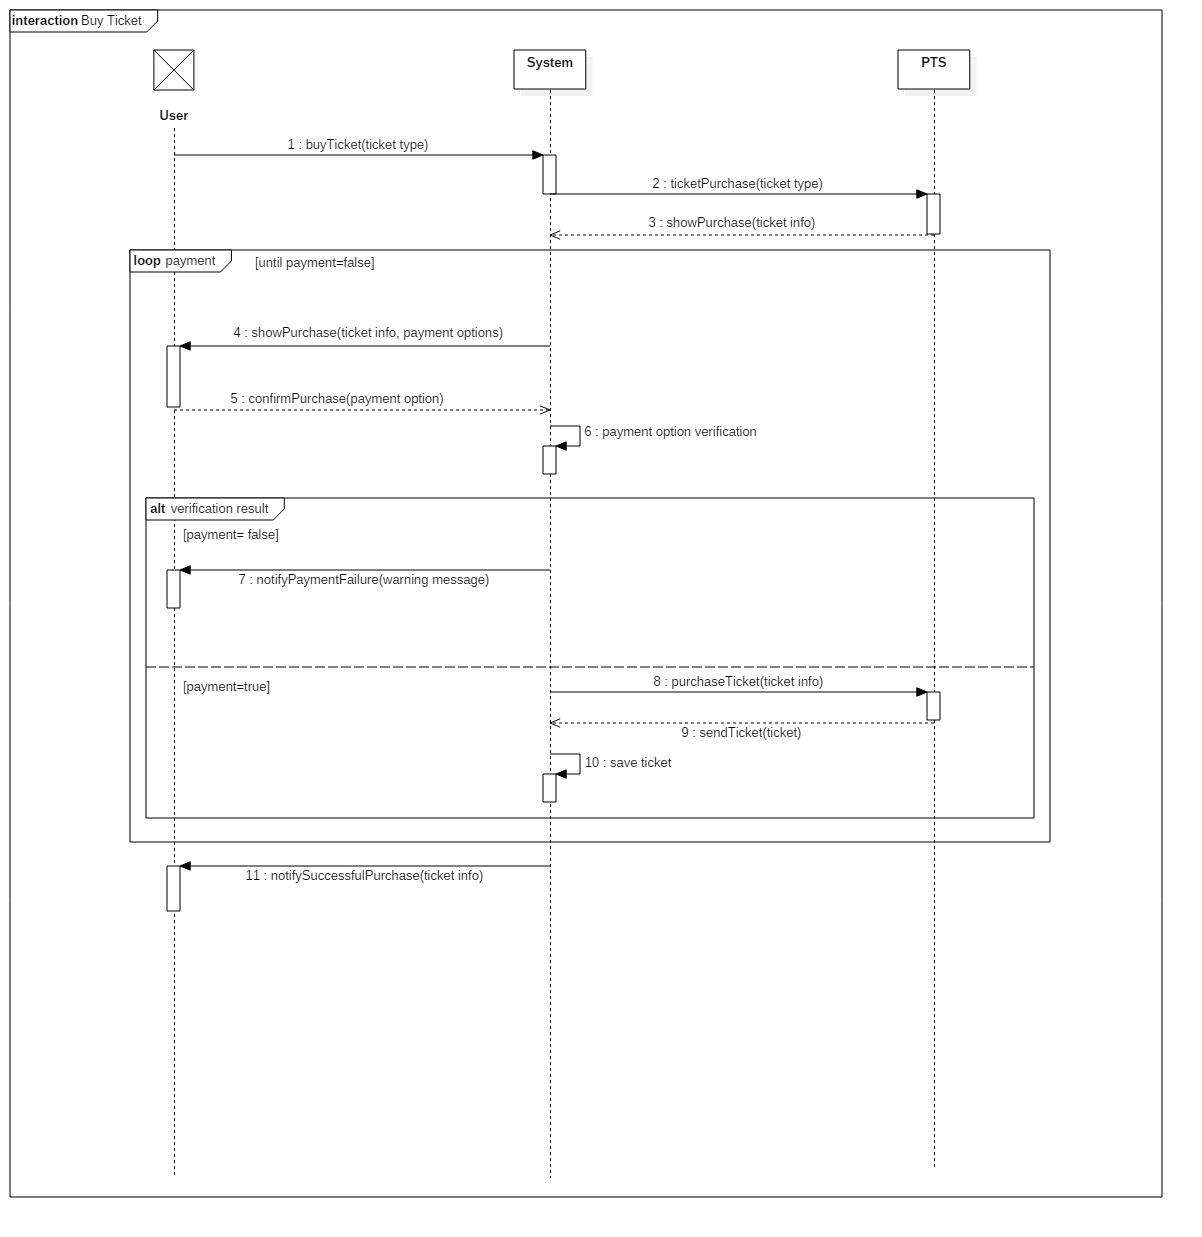 interaction Buy Ticket
System
PTS
User
1 : buyTicket(ticket type)
2 : ticketPurchase(ticket type)
3 : showPurchase(ticket info)
loop payment
[until payment=false]
4 : showPurchase(ticket info, payment options)
5 : confirmPurchase(payment option)
6 : payment option verification
alt verification result
[payment= false]
7 : notifyPaymentFailure(warning message)
[payment=true]
8 : purchaseTicket(ticket info)
9 : sendTicket(ticket)
10 : save ticket
11 : notifySuccessfulPurchase(ticket info)